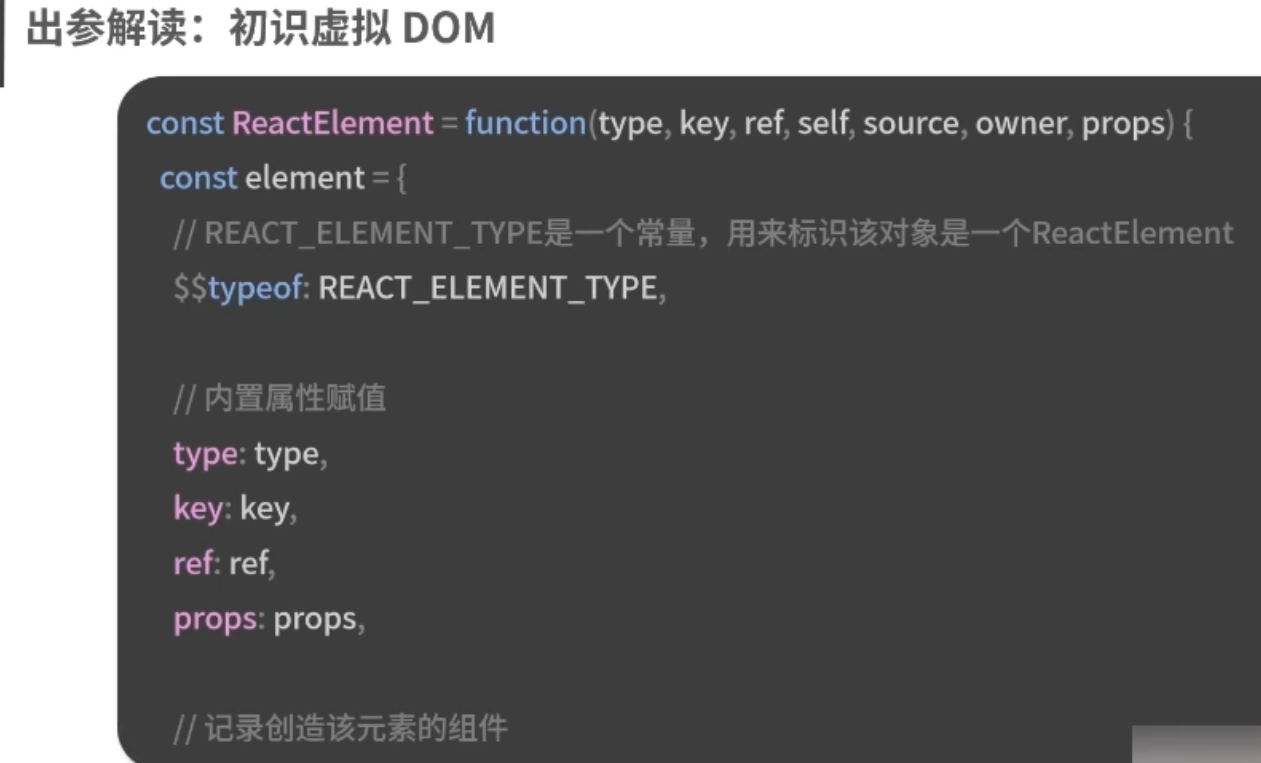 出参解读：初识虚拟 DOM
const ReactElement = function(type, key, ref, self, source, owner, props) {
const element = {
// REACT_ELEMENT_TYPE是一个常量，用来标识该对象是一个ReactElement
$$typeof: REACT_ELEMENT_TYPE,
// 内置属性赋值
type: type,
key: key,
ref: ref,
props: props,
// 记录创造该元素的组件